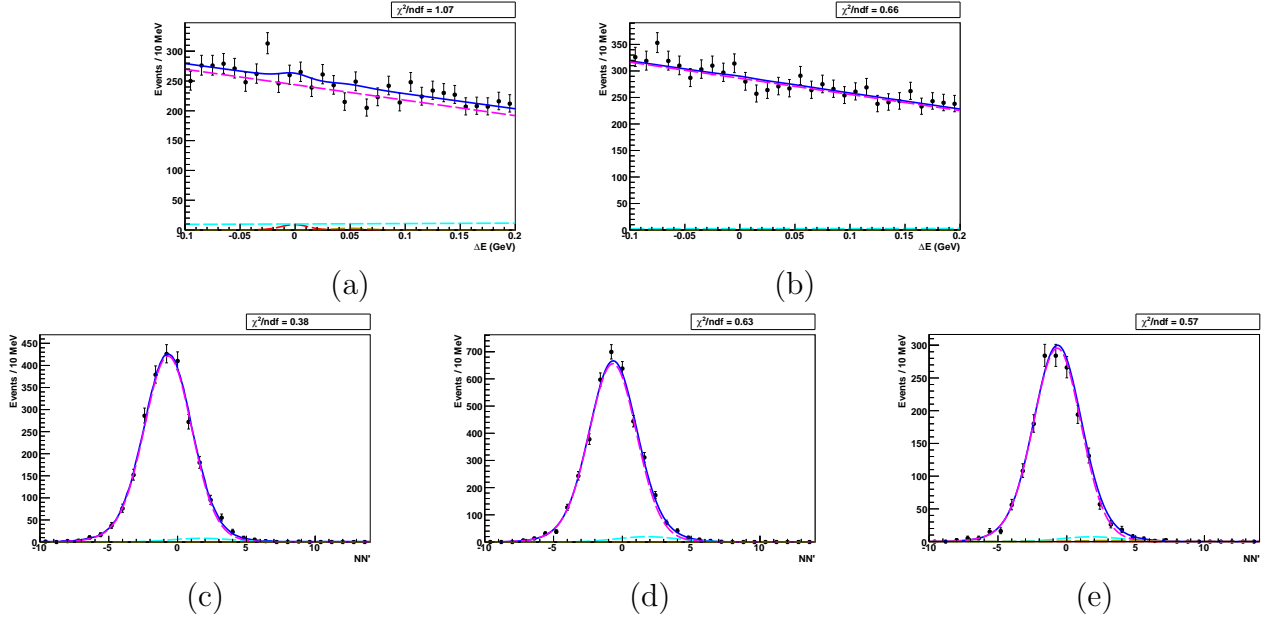 χ²/ndf = 1.07
Events / 10 MeV
300
250
200
150
100
50
0
-0.1 -0.05 0 0.05 0.1 0.15 0.2
ΔE (GeV)
(a)
χ²/ndf = 0.66
Events / 10 MeV
350
300
250
200
150
100
50
0
-0.1 -0.05 0 0.05 0.1 0.15 0.2
ΔE (GeV)
(b)
χ²/ndf = 0.38
Events / 10 MeV
450
400
350
300
250
200
150
100
50
0
-10 -5 0 5 10
NN'
(c)
χ²/ndf = 0.63
Events / 10 MeV
700
600
500
400
300
200
100
0
-10 -5 0 5 10
NN'
(d)
χ²/ndf = 0.57
Events / 10 MeV
300
250
200
150
100
50
0
-10 -5 0 5 10
NN'
(e)